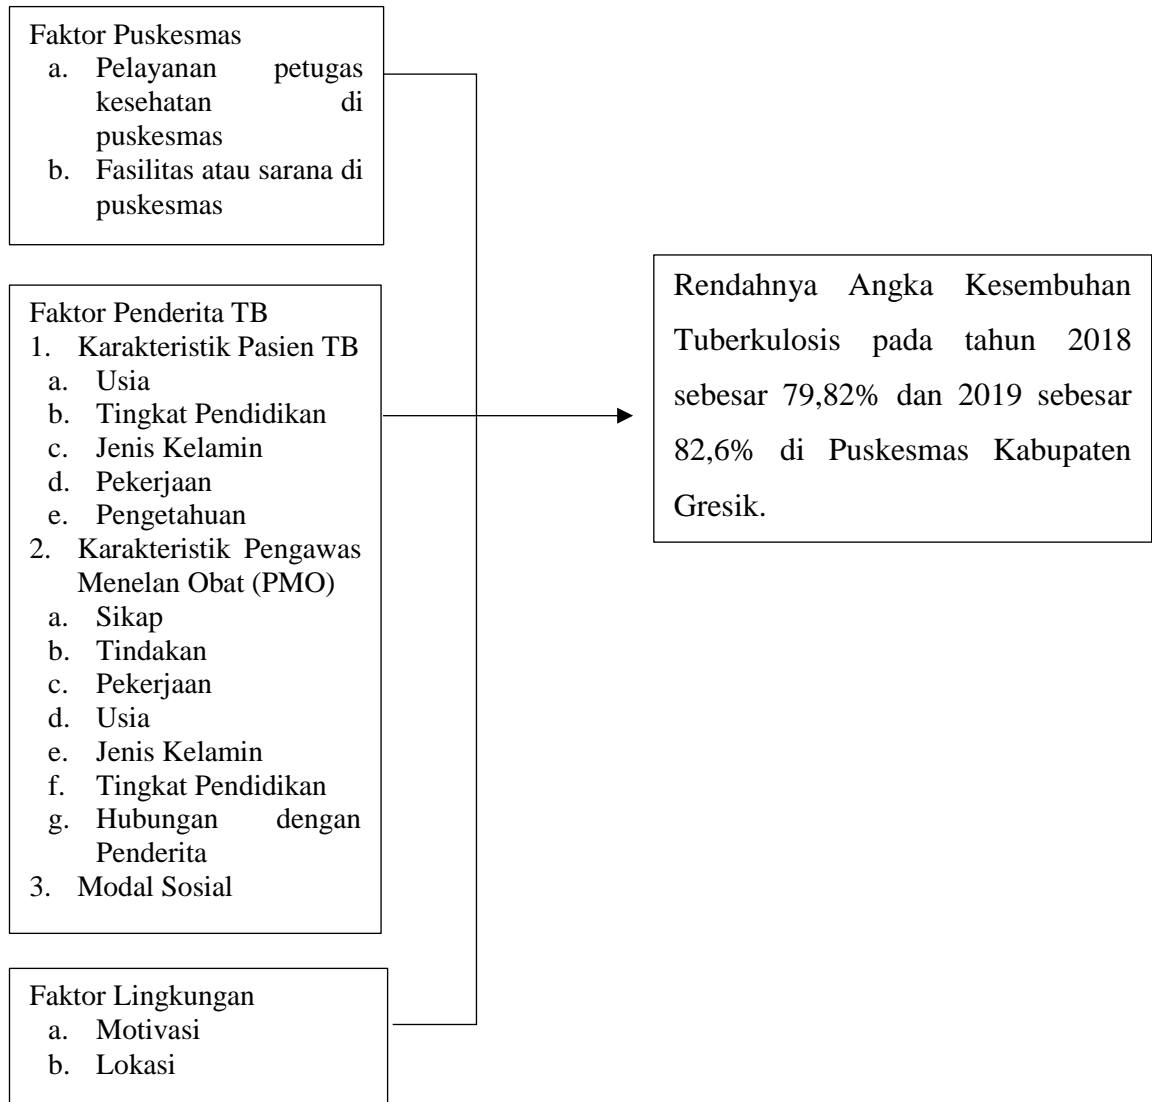 Faktor Puskesmas
a. Pelayanan petugas
kesehatan di
puskesmas
b. Fasilitas atau sarana di
puskesmas
Faktor Penderita TB
1. Karakteristik Pasien TB
a. Usia
b. Tingkat Pendidikan
c. Jenis Kelamin
d. Pekerjaan
e. Pengetahuan
2. Karakteristik Pengawas
Menelan Obat (PMO)
a. Sikap
b. Tindakan
c. Pekerjaan
d. Usia
e. Jenis Kelamin
f. Tingkat Pendidikan
g. Hubungan dengan
Penderita
3. Modal Sosial
Faktor Lingkungan
a. Motivasi
b. Lokasi
Rendahnya Angka Kesembuhan
Tuberkulosis pada tahun 2018
sebesar 79,82% dan 2019 sebesar
82,6% di Puskesmas Kabupaten
Gresik.